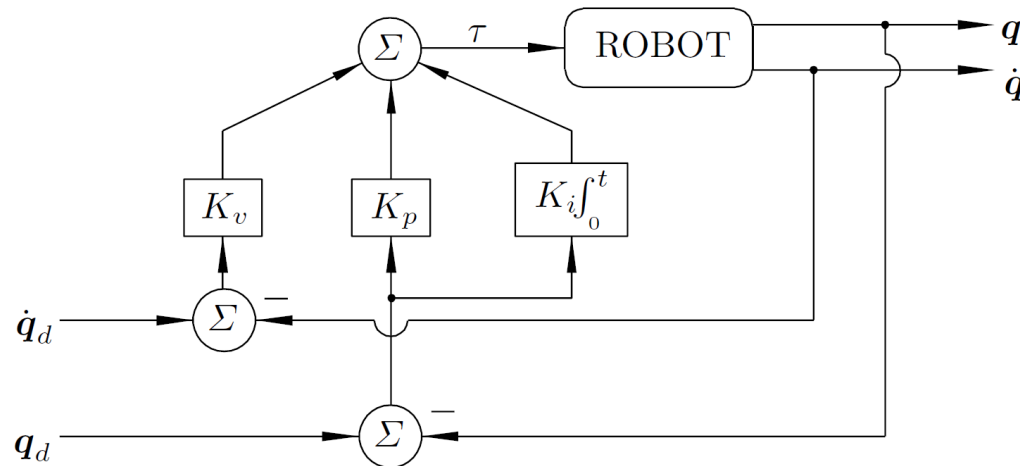 Σ τ ROBOT q
q̇
K_v K_p K_i∫_0^t
q̇_d Σ −
q_d Σ −